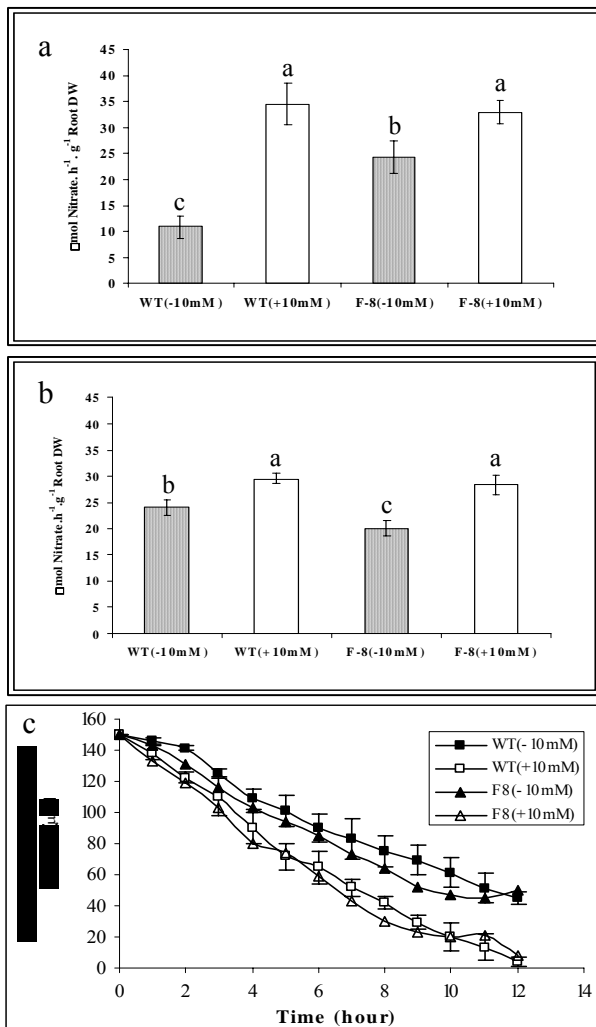 a
□mol Nitrate. h⁻¹. g⁻¹ Root DW
45
40
35
30
25
20
15
10
5
0
c
a
b
a
WT(-10mM)
WT(+10mM)
F-8(-10mM)
F-8(+10mM)
b
□mol Nitrate.h⁻¹.g⁻¹ Root DW
45
40
35
30
25
20
15
10
5
0
b
a
c
a
WT(-10mM)
WT(+10mM)
F-8(-10mM)
F-8(+10mM)
c
160
140
120
100
80
60
40
20
0
WT(-10mM)
WT(+10mM)
F8(-10mM)
F8(+10mM)
0 2 4 6 8 10 12 14
Time (hour)